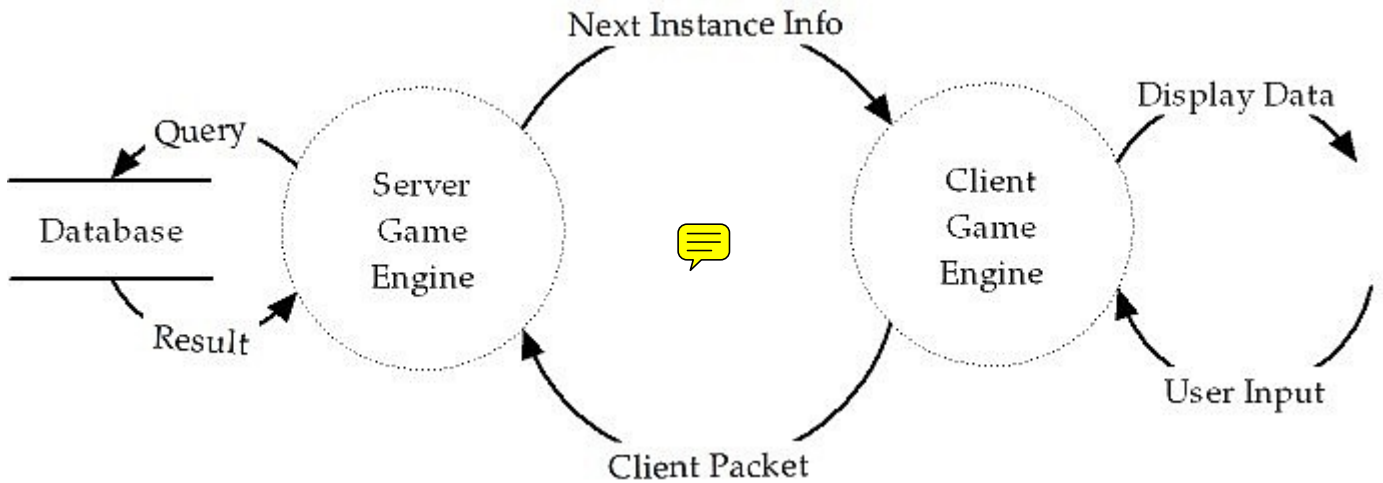 Next Instance Info
Display Data
Query
Server
Game
Engine
Client
Game
Engine
Database
Result
User Input
Client Packet